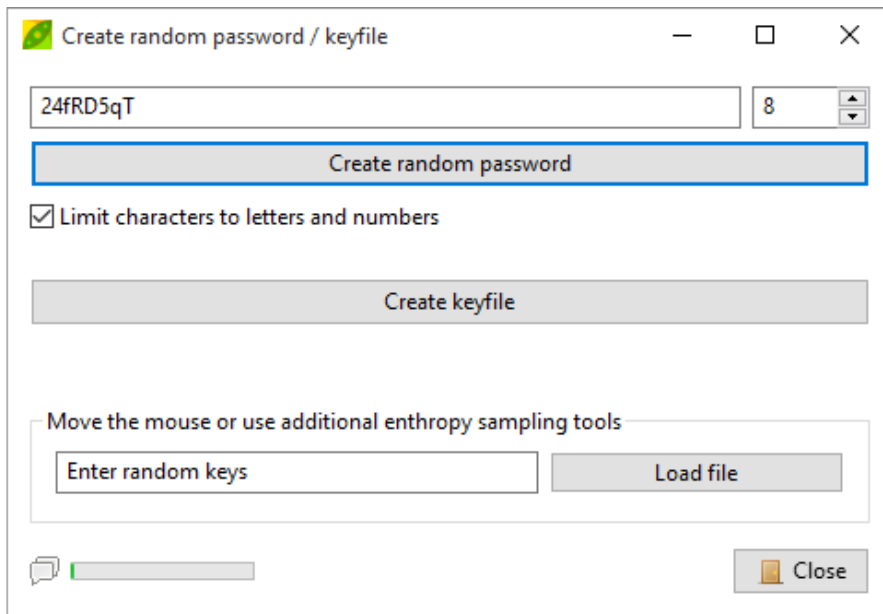 Create random password / keyfile
24fRD5qT 8
Create random password
Limit characters to letters and numbers
Create keyfile
Move the mouse or use additional enthropy sampling tools
Enter random keys Load file
Close